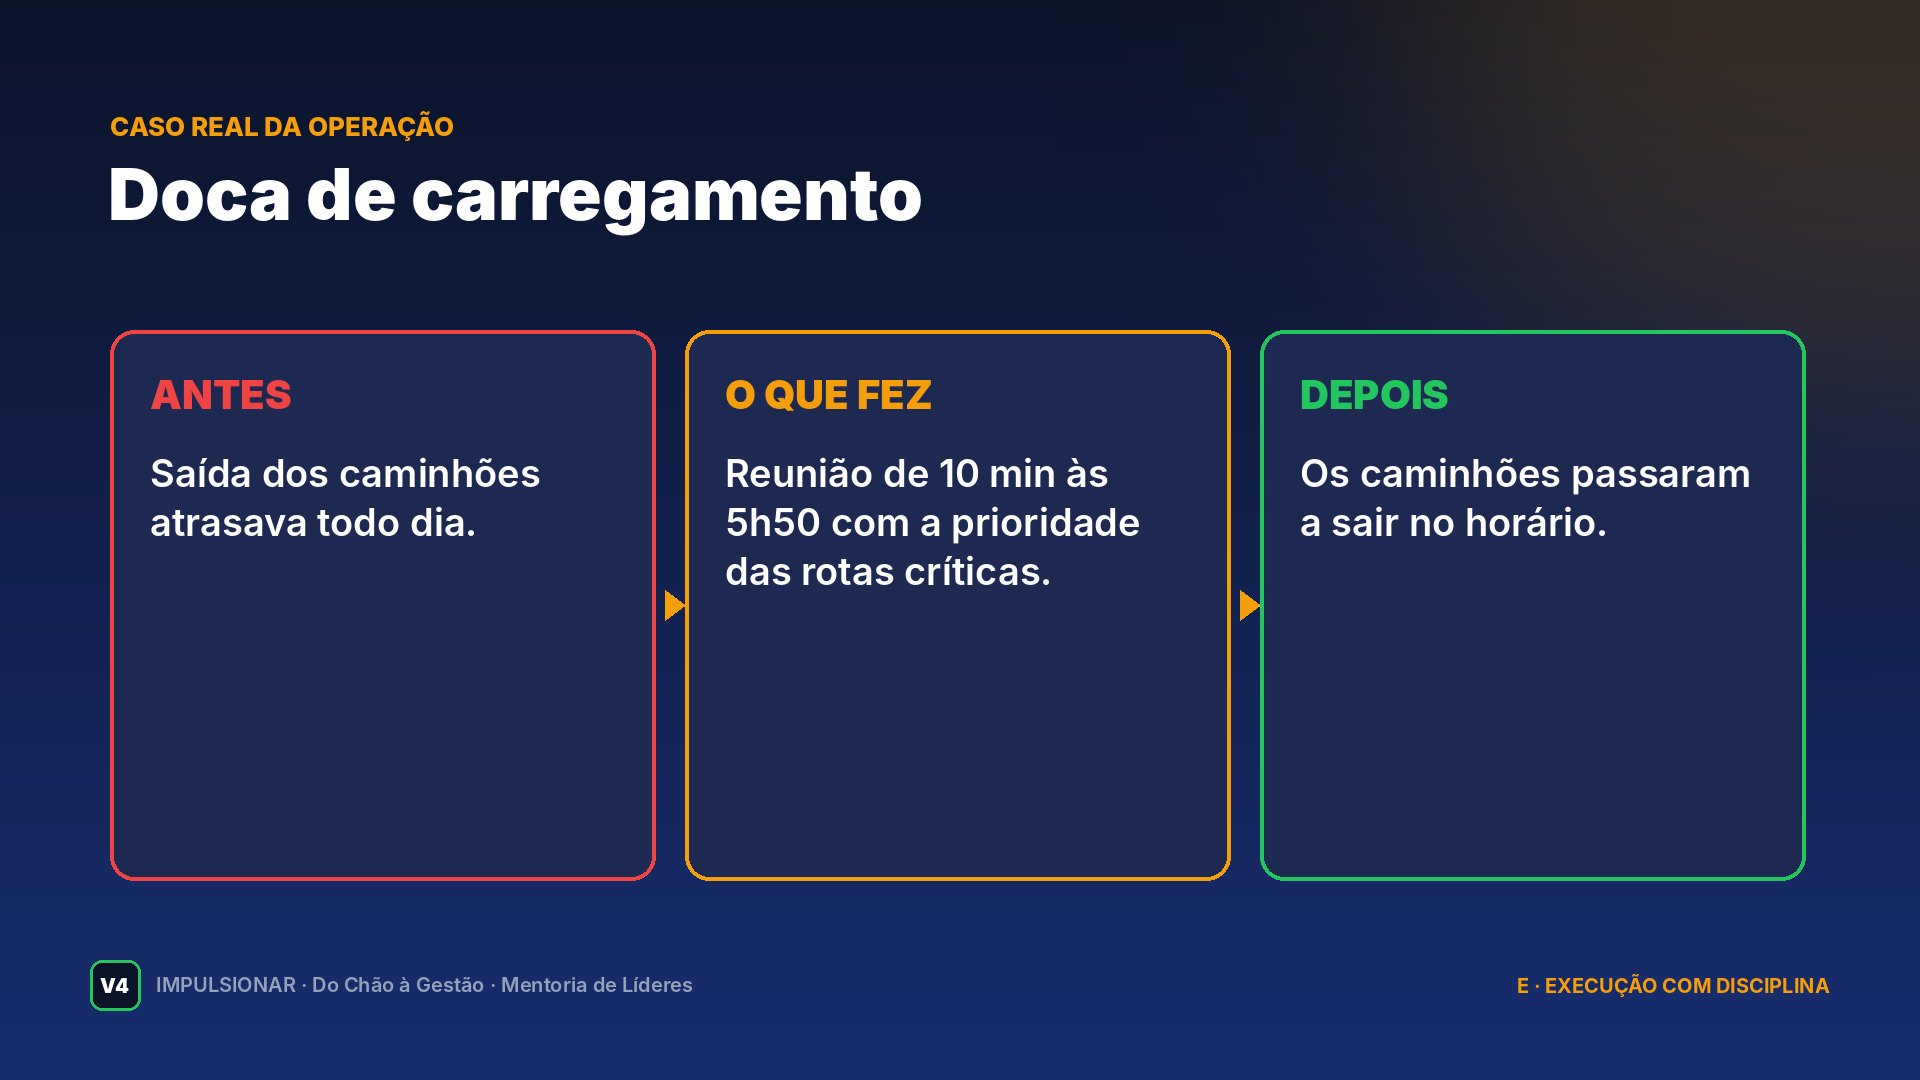 CASO REAL DA OPERAÇÃO
Doca de carregamento
ANTES
Saída dos caminhões
atrasava todo dia.
O QUE FEZ
Reunião de 10 min às
5h50 com a prioridade
das rotas críticas.
DEPOIS
Os caminhões passaram
a sair no horário.
V4
IMPULSIONAR · Do Chão à Gestão · Mentoria de Líderes
E · EXECUÇÃO COM DISCIPLINA